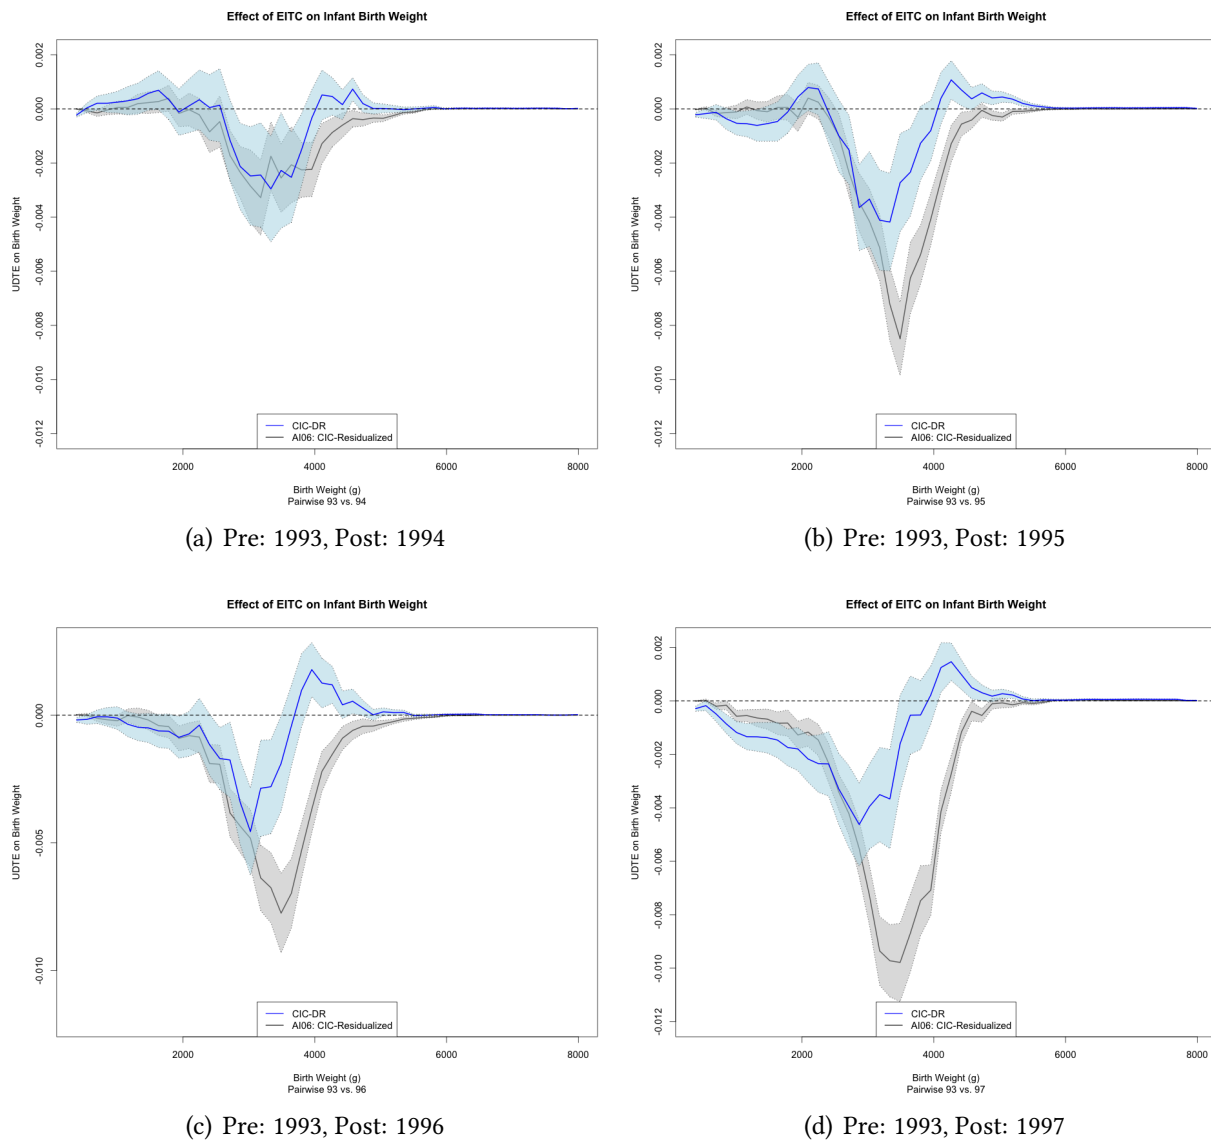 Effect of EITC on Infant Birth Weight
UDTE on Birth Weight
0.002
0.000
-0.002
-0.004
-0.006
-0.008
-0.010
-0.012
CIC-DR
AI06: CIC-Residualized
2000 4000 6000 8000
Birth Weight (g)
Pairwise 93 vs. 94
(a) Pre: 1993, Post: 1994
Effect of EITC on Infant Birth Weight
UDTE on Birth Weight
0.002
0.000
-0.002
-0.004
-0.006
-0.008
-0.010
-0.012
CIC-DR
AI06: CIC-Residualized
2000 4000 6000 8000
Birth Weight (g)
Pairwise 93 vs. 95
(b) Pre: 1993, Post: 1995
Effect of EITC on Infant Birth Weight
UDTE on Birth Weight
0.000
-0.005
-0.010
CIC-DR
AI06: CIC-Residualized
2000 4000 6000 8000
Birth Weight (g)
Pairwise 93 vs. 96
(c) Pre: 1993, Post: 1996
Effect of EITC on Infant Birth Weight
UDTE on Birth Weight
0.002
0.000
-0.002
-0.004
-0.006
-0.008
-0.010
-0.012
CIC-DR
AI06: CIC-Residualized
2000 4000 6000 8000
Birth Weight (g)
Pairwise 93 vs. 97
(d) Pre: 1993, Post: 1997